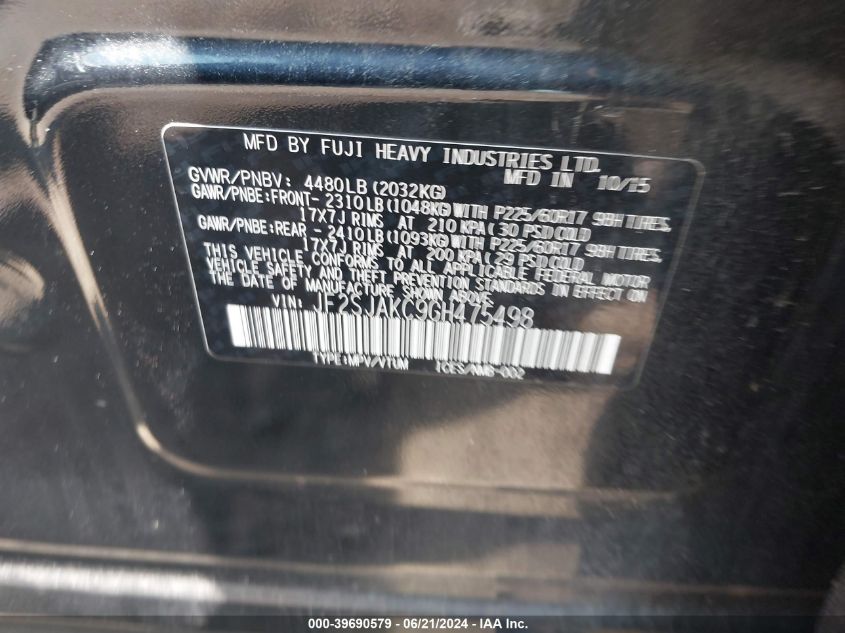 MFD BY FUJI HEAVY INDUSTRIES LTD.
MFD IN 10/15
GVWR/PNBV: 4480LB (2032KG)
GAWR/PNBE:FRONT- 2310LB (1048KG)WITH P225/60R17 98H TIRES,
17X7J RIMS AT 210 KPA (30 PSI)COLD
GAWR/PNBE:REAR - 2410LB (1093KG)WITH P225/60R17 98H TIRES,
17X7J RIMS AT 200 KPA (29 PSI)COLD
THIS VEHICLE CONFORMS TO ALL APPLICABLE FEDERAL MOTOR
VEHICLE SAFETY AND THEFT PREVENTION STANDARDS IN EFFECT ON
THE DATE OF MANUFACTURE SHOWN ABOVE.
VIN: JF2SJAKC9GH475498
TYPE:MPV/VTUM ICES/NMB-002
000-39690579 - 06/21/2024 - IAA Inc.